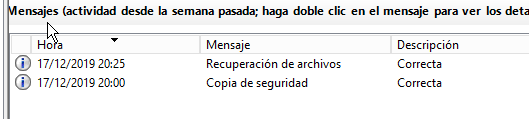 Mensajes (actividad desde la semana pasada; haga doble clic en el mensaje para ver los deta
Hora Mensaje Descripción
17/12/2019 20:25 Recuperación de archivos Correcta
17/12/2019 20:00 Copia de seguridad Correcta